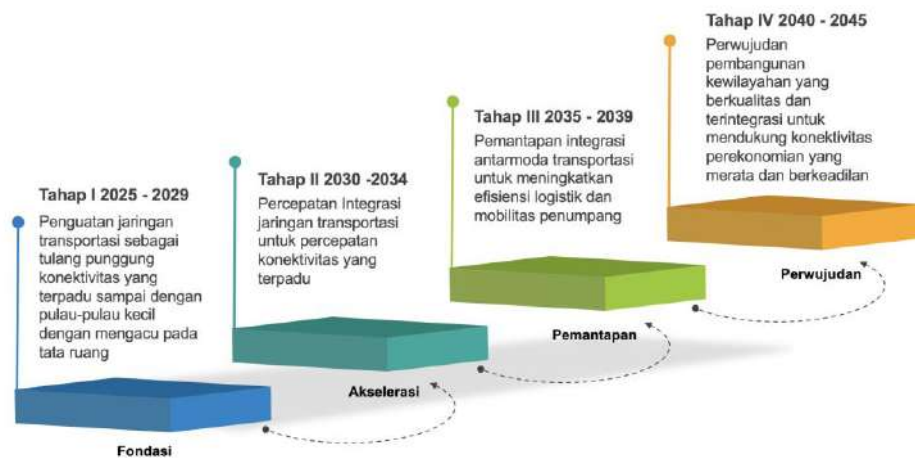 Tahap I 2025 - 2029
Penguatan jaringan
transportasi sebagai
tulang punggung
konektivitas yang
terpadu sampai dengan
pulau-pulau kecil
dengan mengacu pada
tata ruang
Fondasi
Tahap II 2030 -2034
Percepatan Integrasi
jaringan transportasi
untuk percepatan
konektivitas yang
terpadu
Akselerasi
Tahap III 2035 - 2039
Pemantapan integrasi
antarmoda transportasi
untuk meningkatkan
efisiensi logistik dan
mobilitas penumpang
Pemantapan
Tahap IV 2040 - 2045
Perwujudan
pembangunan
kewilayahan yang
berkualitas dan
terintegrasi untuk
mendukung konektivitas
perekonomian yang
merata dan berkeadilan
Perwujudan